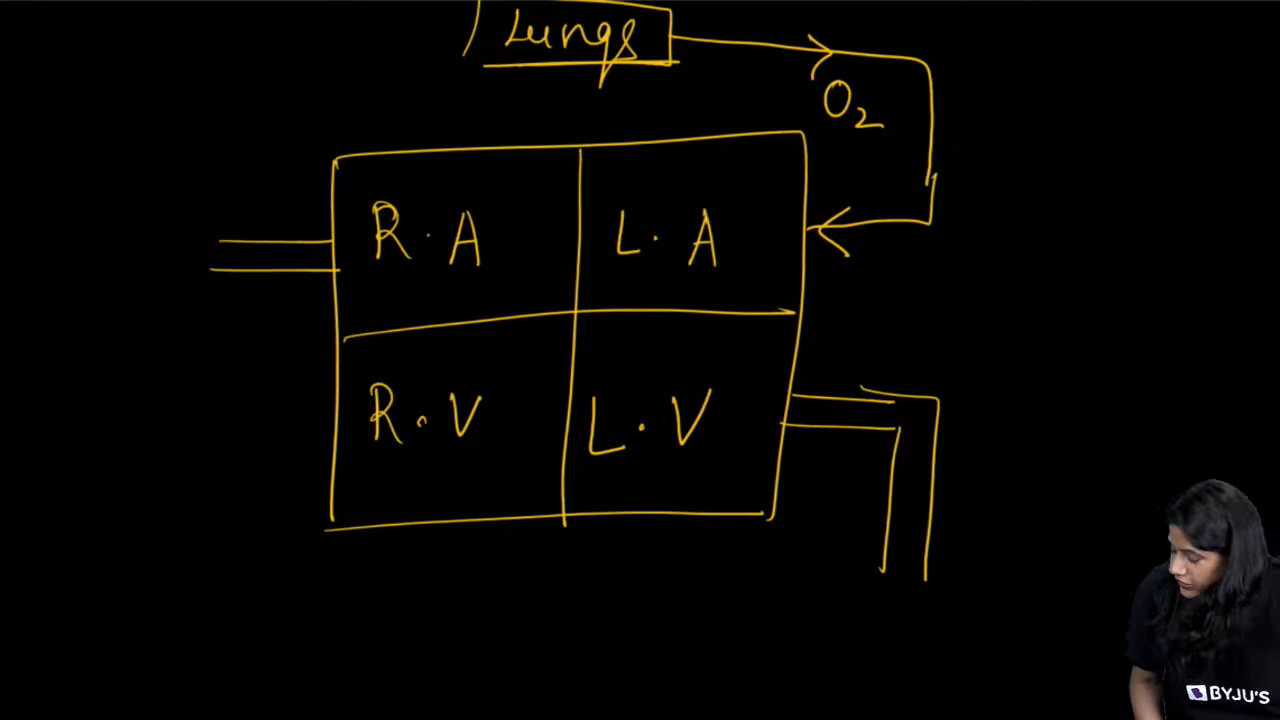 Lungs
O2
R. A
L. A
R. V
L. V
BYJU'S